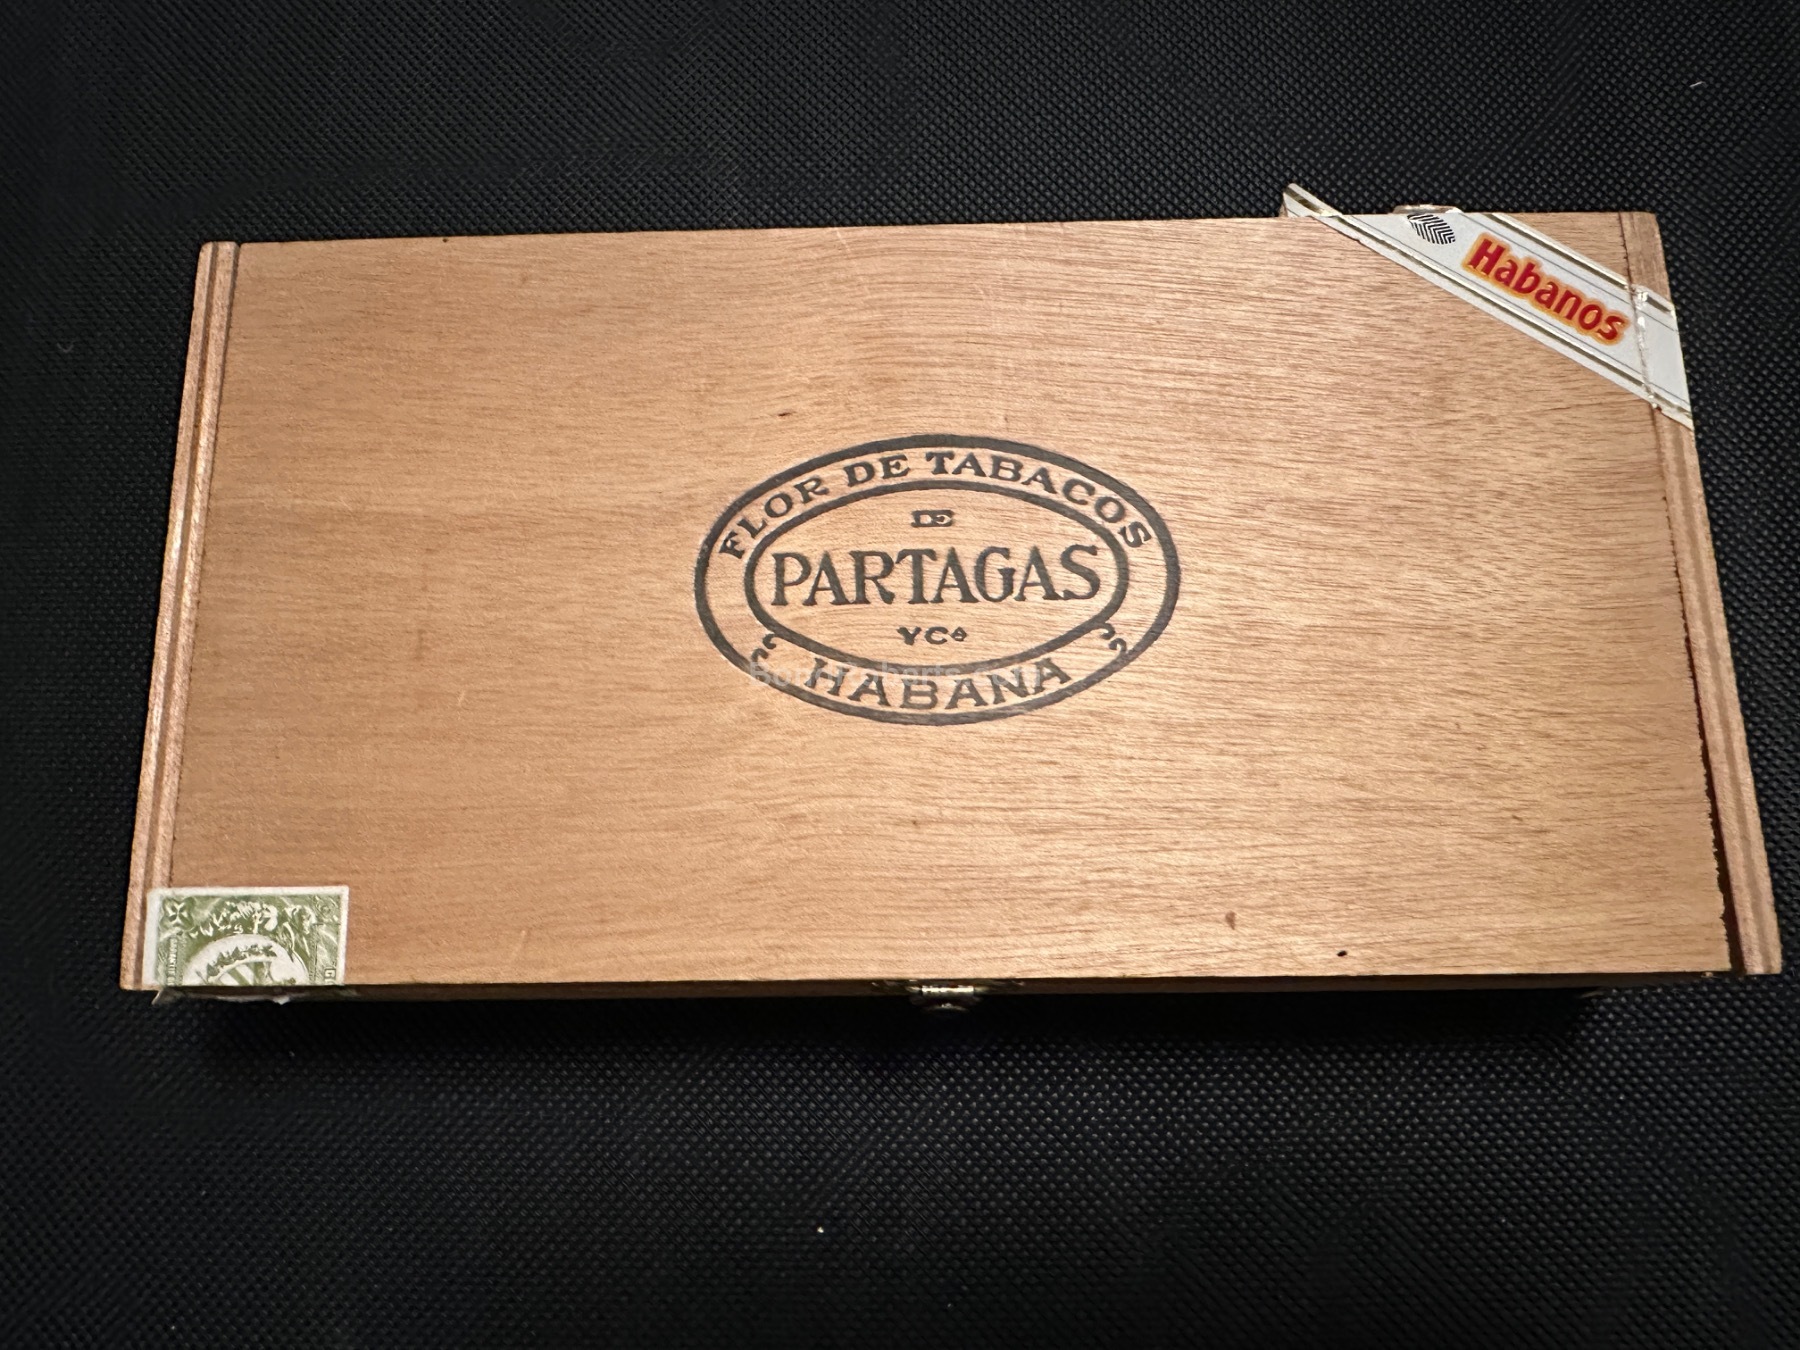 Habanos
FLOR DE TABACOS
DE
PARTAGAS
Y Cª
HABANA